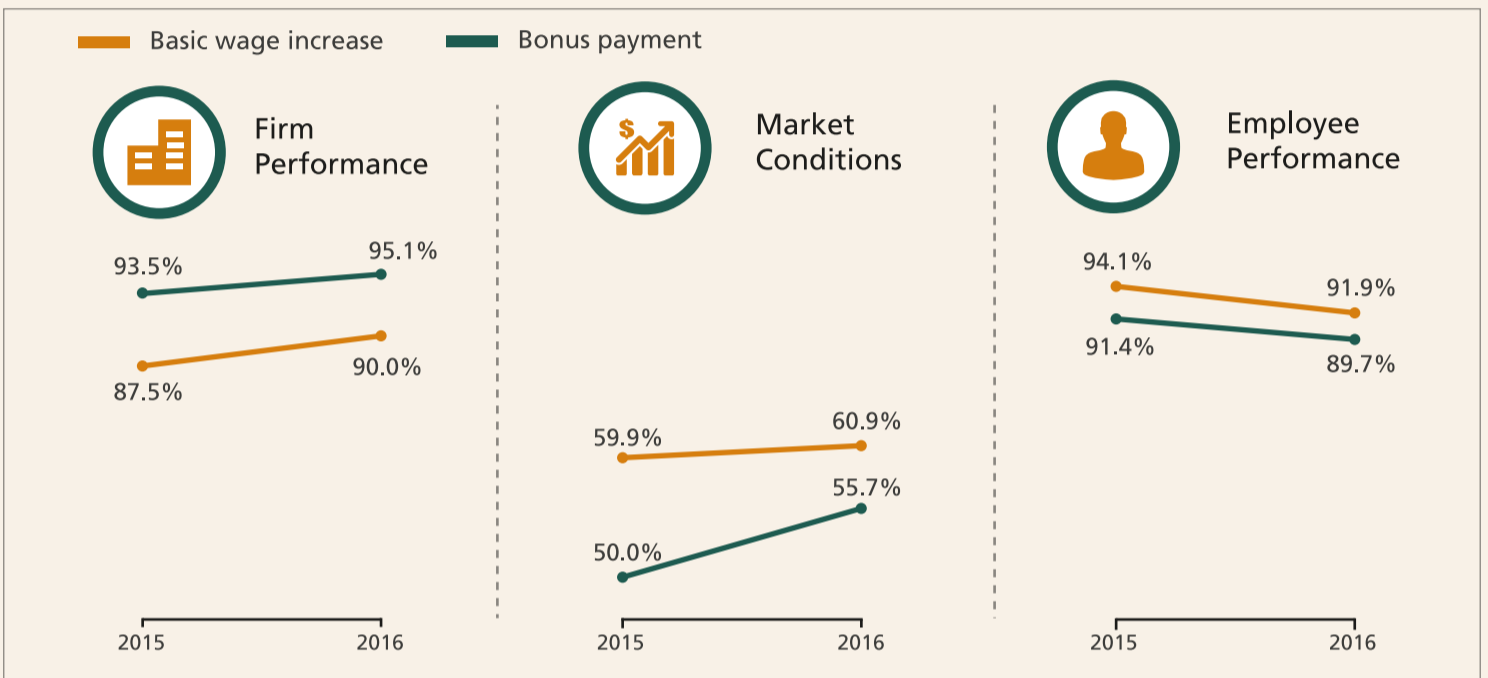 Basic wage increase
Bonus payment
Firm
Performance
93.5%
95.1%
87.5%
90.0%
2015
2016
$
Market
Conditions
59.9%
60.9%
50.0%
55.7%
2015
2016
Employee
Performance
94.1%
91.9%
91.4%
89.7%
2015
2016